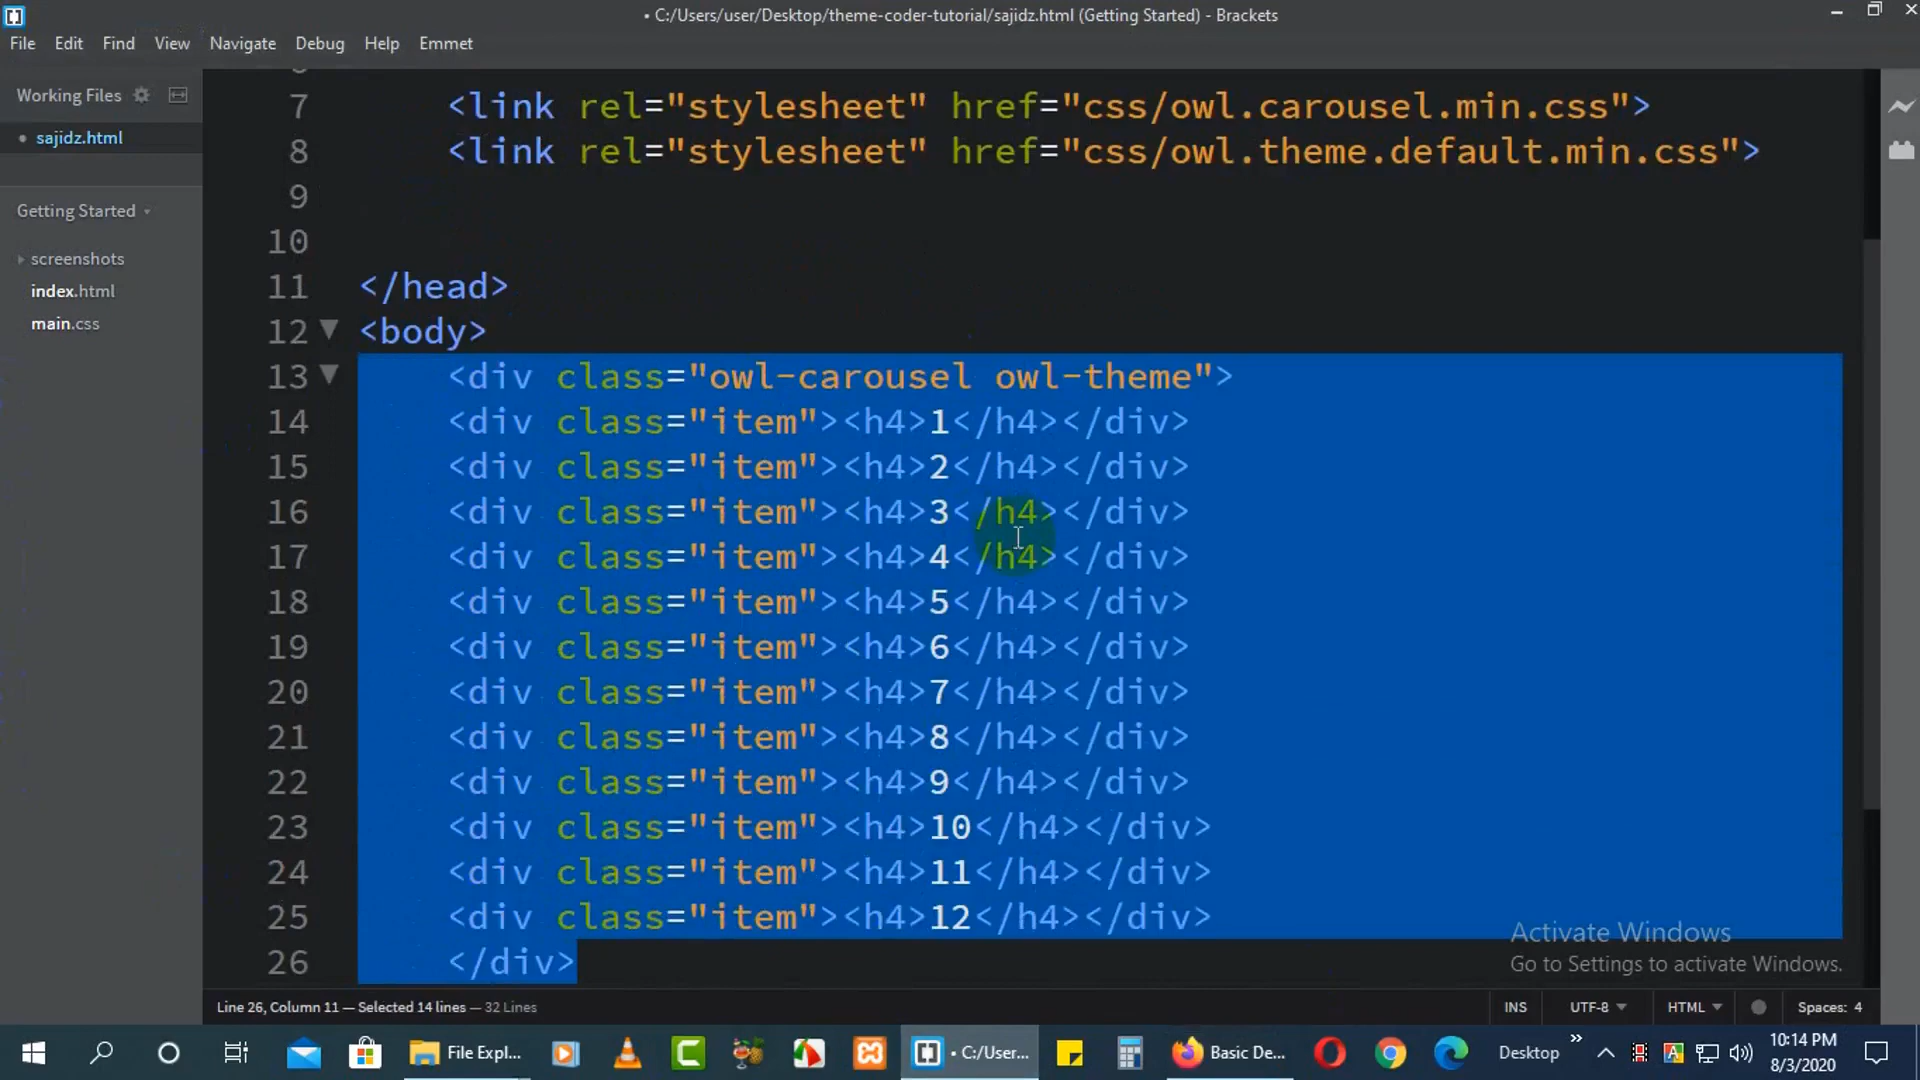 • C:/Users/user/Desktop/theme-coder-tutorial/sajidz.html (Getting Started) - Brackets
File Edit Find View Navigate Debug Help Emmet
Working Files
• sajidz.html
Getting Started
screenshots
index.html
main.css
7 <link rel="stylesheet" href="css/owl.carousel.min.css">
8 <link rel="stylesheet" href="css/owl.theme.default.min.css">
9
10
11 </head>
12 <body>
13 <div class="owl-carousel owl-theme">
14 <div class="item"><h4>1</h4></div>
15 <div class="item"><h4>2</h4></div>
16 <div class="item"><h4>3</h4></div>
17 <div class="item"><h4>4</h4></div>
18 <div class="item"><h4>5</h4></div>
19 <div class="item"><h4>6</h4></div>
20 <div class="item"><h4>7</h4></div>
21 <div class="item"><h4>8</h4></div>
22 <div class="item"><h4>9</h4></div>
23 <div class="item"><h4>10</h4></div>
24 <div class="item"><h4>11</h4></div>
25 <div class="item"><h4>12</h4></div>
26 </div>
Activate Windows
Go to Settings to activate Windows.
Line 26, Column 11 — Selected 14 lines — 32 Lines
INS UTF-8 HTML Spaces: 4
File Expl...
• C:/User...
Basic De...
Desktop
10:14 PM
8/3/2020